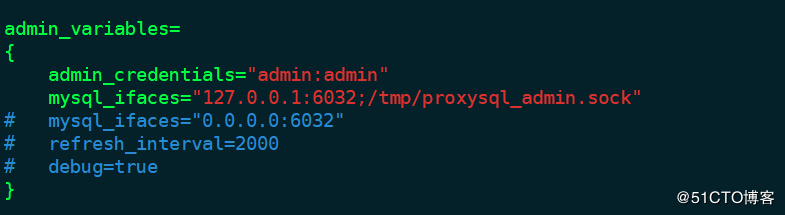 admin_variables=
{
    admin_credentials="admin:admin"
    mysql_ifaces="127.0.0.1:6032;/tmp/proxysql_admin.sock"
#   mysql_ifaces="0.0.0.0:6032"
#   refresh_interval=2000
#   debug=true
}
@51CTO博客